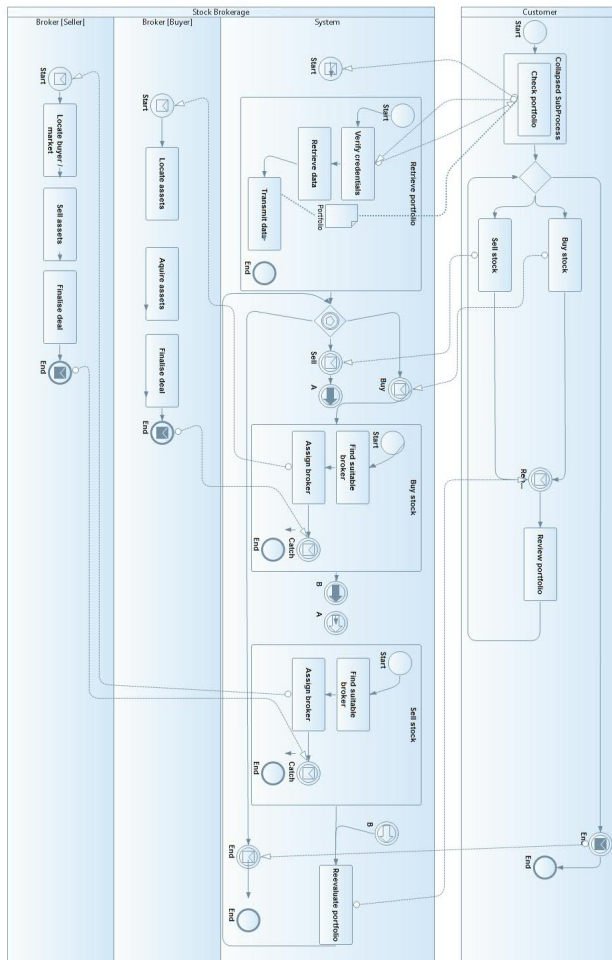 Stock Brokerage
Customer
Broker [Seller]
Broker [Buyer]
System
Start
Collapsed SubProcess
Check portfolio
Buy stock
Sell stock
Review portfolio
End
Start
Start
Retrieve portfolio
Verify credentials
Retrieve data
Transmit data
Portfolio
End
Sell
A
Buy
Buy stock
Start
Find suitable
broker
Assign broker
Catch
End
B
A
Sell stock
Start
Find suitable
broker
Assign broker
Catch
End
B
Reevaluate portfolio
End
End
Start
Locate assets
Aquire assets
Finalise deal
End
Start
Locate buyer /
market
Sell assets
Finalise deal
End